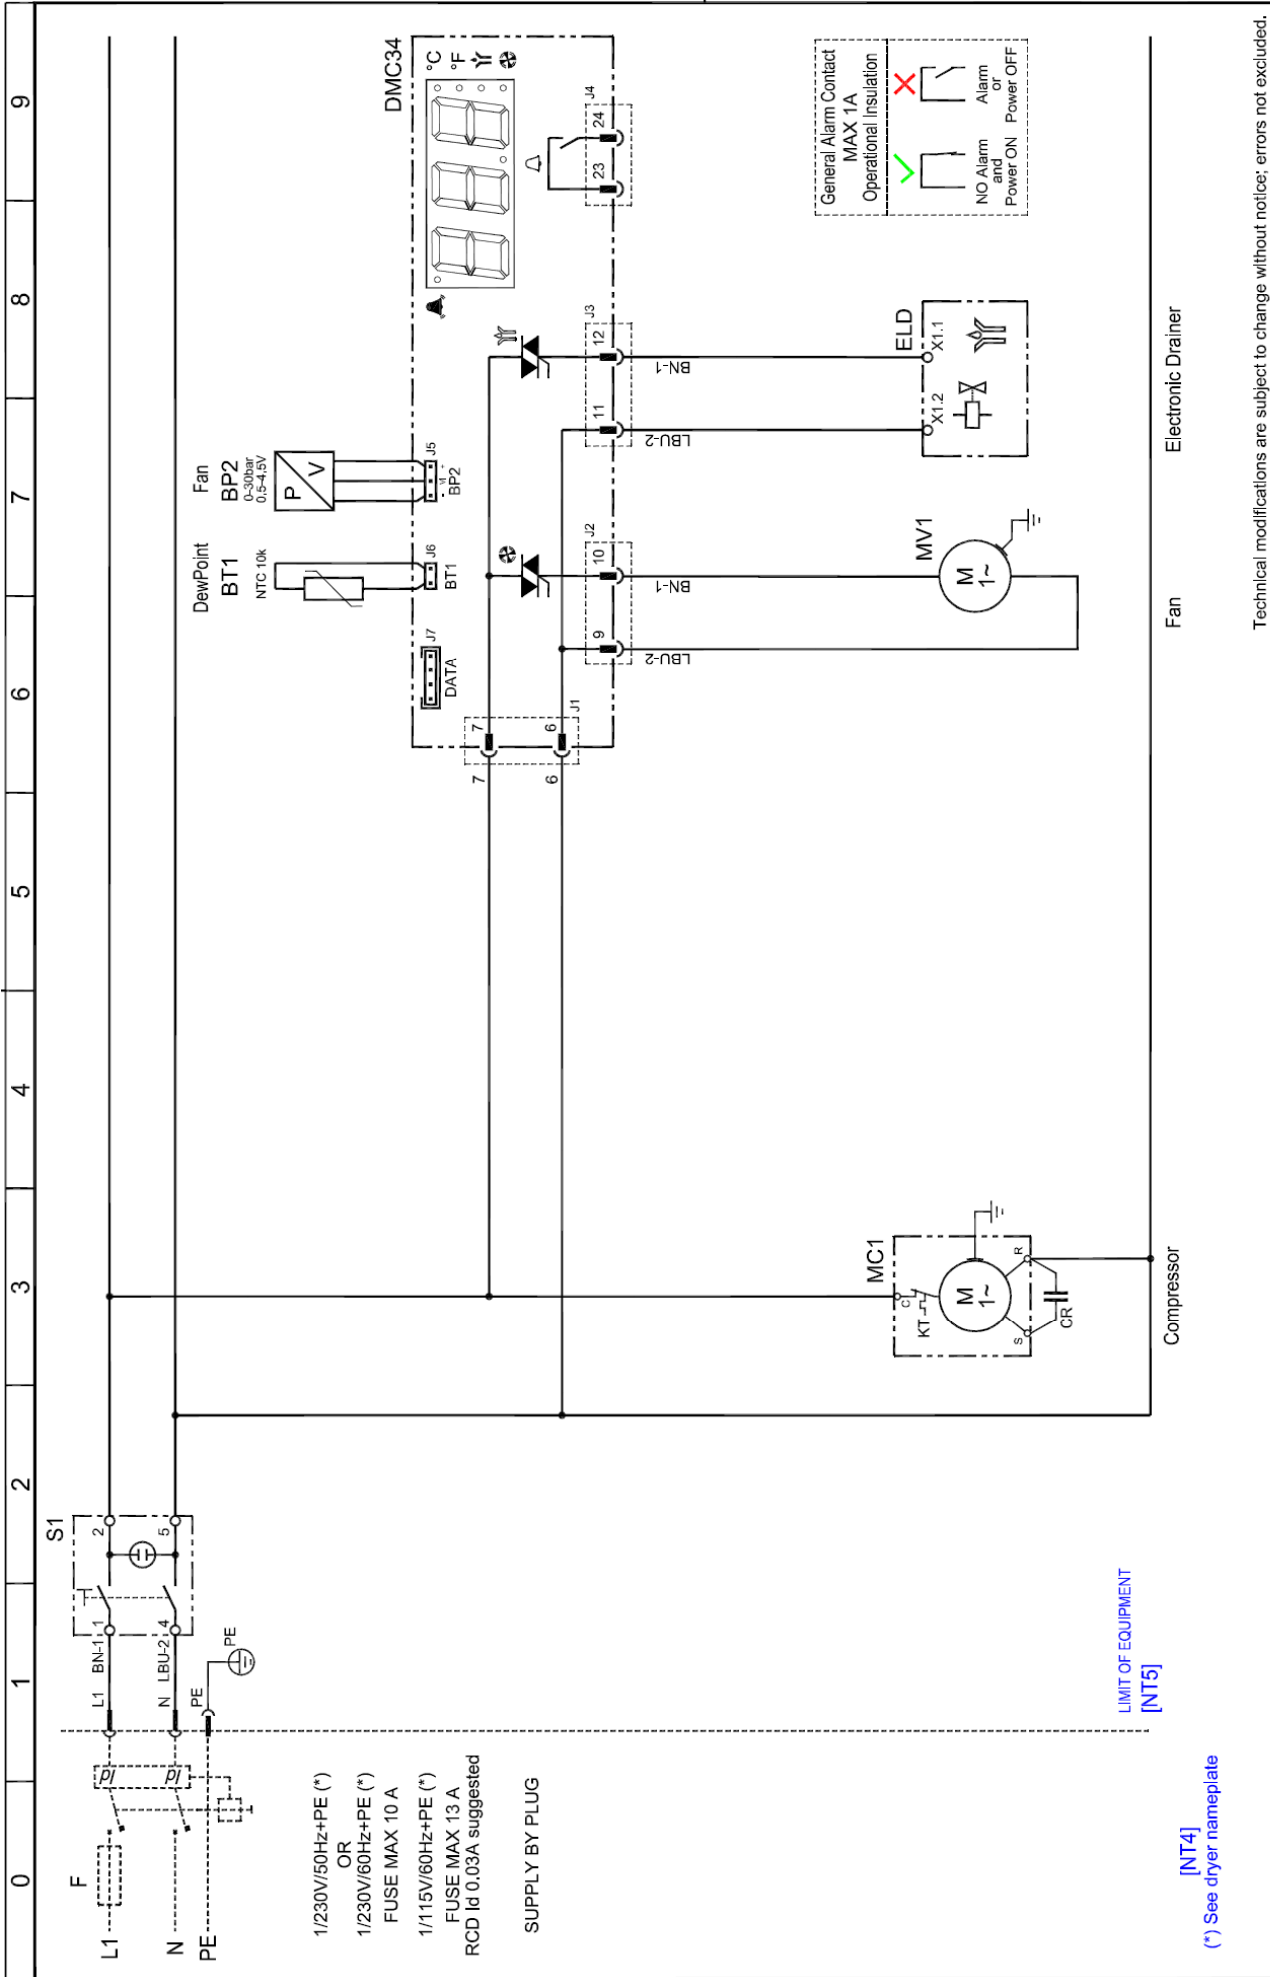 0
1
2
3
4
5
6
7
8
9
F
L1
N
PE
Id
Id
1/230V/50Hz+PE (*)
OR
1/230V/60Hz+PE (*)
FUSE MAX 10 A
1/115V/60Hz+PE (*)
FUSE MAX 13 A
RCD Id 0.03A suggested
SUPPLY BY PLUG
L1 BN-1 1
N LBU-2 4
PE
PE
S1
2
5
LIMIT OF EQUIPMENT
[NT5]
[NT4]
(*) See dryer nameplate
MC1
C
KT
M
1~
S
R
CR
Compressor
7
6
7
6
J1
DewPoint
BT1
NTC 10k
Fan
BP2
0-30bar
0,5-4,5V
P
V
J7
DATA
J6
BT1
J5
- +
BP2
DMC34
°C
°F
9
10
J2
11
12
J3
23
24
J4
LBU-2
BN-1
LBU-2
BN-1
MV1
M
1~
Fan
ELD
X1.2
X1.1
Electronic Drainer
General Alarm Contact
MAX 1A
Operational Insulation
NO Alarm
and
Power ON
Alarm
or
Power OFF
Technical modifications are subject to change without notice; errors not excluded.